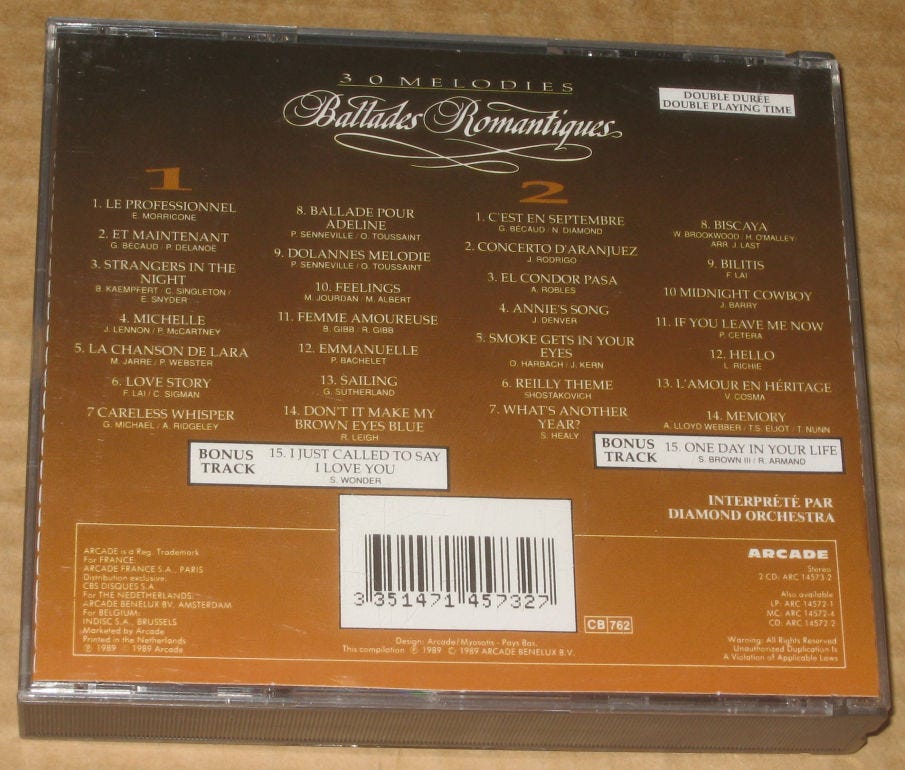 30 MELODIES
Ballades Romantiques
DOUBLE DURÉE
DOUBLE PLAYING TIME
1
1. LE PROFESSIONNEL
E. MORRICONE
2. ET MAINTENANT
G. BÉCAUD / P. DELANOË
3. STRANGERS IN THE
NIGHT
B. KAEMPFERT / C. SINGLETON /
E. SNYDER
4. MICHELLE
J. LENNON / P. McCARTNEY
5. LA CHANSON DE LARA
M. JARRE / P. WEBSTER
6. LOVE STORY
F. LAI / C. SIGMAN
7 CARELESS WHISPER
G. MICHAEL / A. RIDGELEY
8. BALLADE POUR
ADELINE
P. SENNEVILLE / O. TOUSSAINT
9. DOLANNES MELODIE
P. SENNEVILLE / O. TOUSSAINT
10. FEELINGS
M. JOURDAN / M. ALBERT
11. FEMME AMOUREUSE
B. GIBB / R. GIBB
12. EMMANUELLE
P. BACHELET
13. SAILING
G. SUTHERLAND
14. DON'T IT MAKE MY
BROWN EYES BLUE
R. LEIGH
BONUS
TRACK
15. I JUST CALLED TO SAY
I LOVE YOU
S. WONDER
2
1. C'EST EN SEPTEMBRE
G. BÉCAUD / N. DIAMOND
2. CONCERTO D'ARANJUEZ
J. RODRIGO
3. EL CONDOR PASA
A. ROBLES
4. ANNIE'S SONG
J. DENVER
5. SMOKE GETS IN YOUR
EYES
O. HARBACH / J. KERN
6. REILLY THEME
SHOSTAKOVICH
7. WHAT'S ANOTHER
YEAR?
S. HEALY
8. BISCAYA
W. BROOKWOOD / H. O'MALLEY /
ARR. J. LAST
9. BILITIS
F. LAI
10 MIDNIGHT COWBOY
J. BARRY
11. IF YOU LEAVE ME NOW
P. CETERA
12. HELLO
L. RICHIE
13. L'AMOUR EN HÉRITAGE
V. COSMA
14. MEMORY
A. LLOYD WEBBER / T.S. ELIOT / T. NUNN
BONUS
TRACK
15. ONE DAY IN YOUR LIFE
S. BROWN III / R. ARMAND
INTERPRÉTÉ PAR
DIAMOND ORCHESTRA
ARCADE is a Reg. Trademark
For FRANCE:
ARCADE FRANCE S.A., PARIS
Distribution exclusive:
CBS DISQUES S.A.
For THE NEDETHERLANDS:
ARCADE BENELUX BV, AMSTERDAM
For BELGIUM:
INDISC S.A., BRUSSELS
Marketed by Arcade
Printed in the Netherlands
℗ 1989 © 1989 Arcade
3 351471 457327
CB 762
Design: Arcade/Myosotis - Pays Bas.
This compilation ℗ 1989 © 1989 ARCADE BENELUX B.V.
ARCADE
Stereo
2 CD: ARC 14573-2
Also available
LP: ARC 14572-1
MC: ARC 14572-4
CD: ARC 14572-2
Warning: All Rights Reserved
Unauthorized Duplication Is
A Violation of Applicable Laws